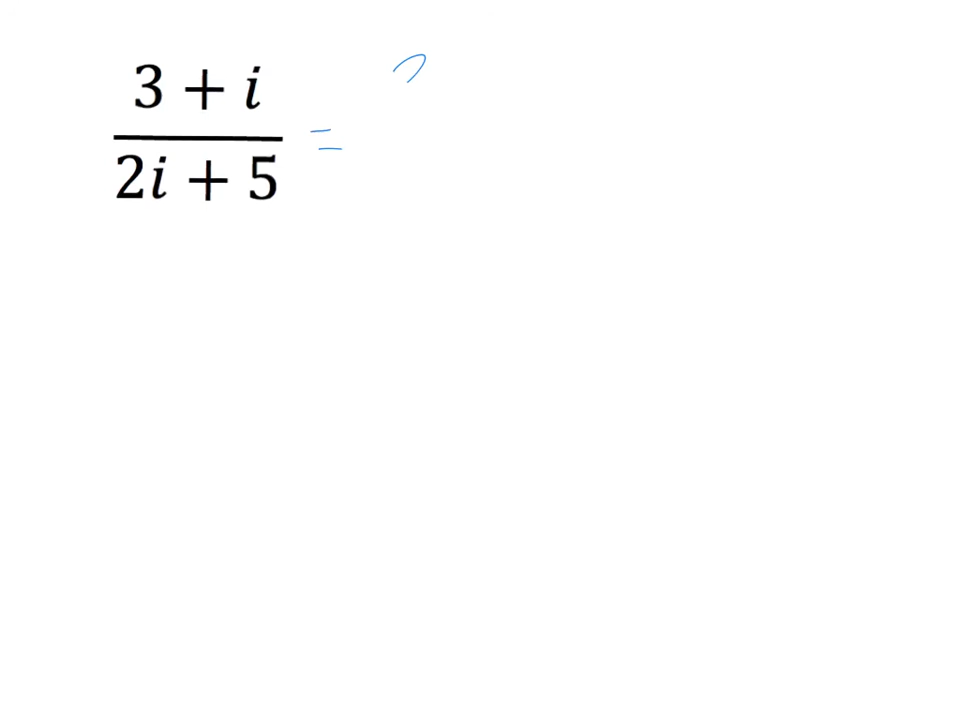 3 + i
2i + 5 =